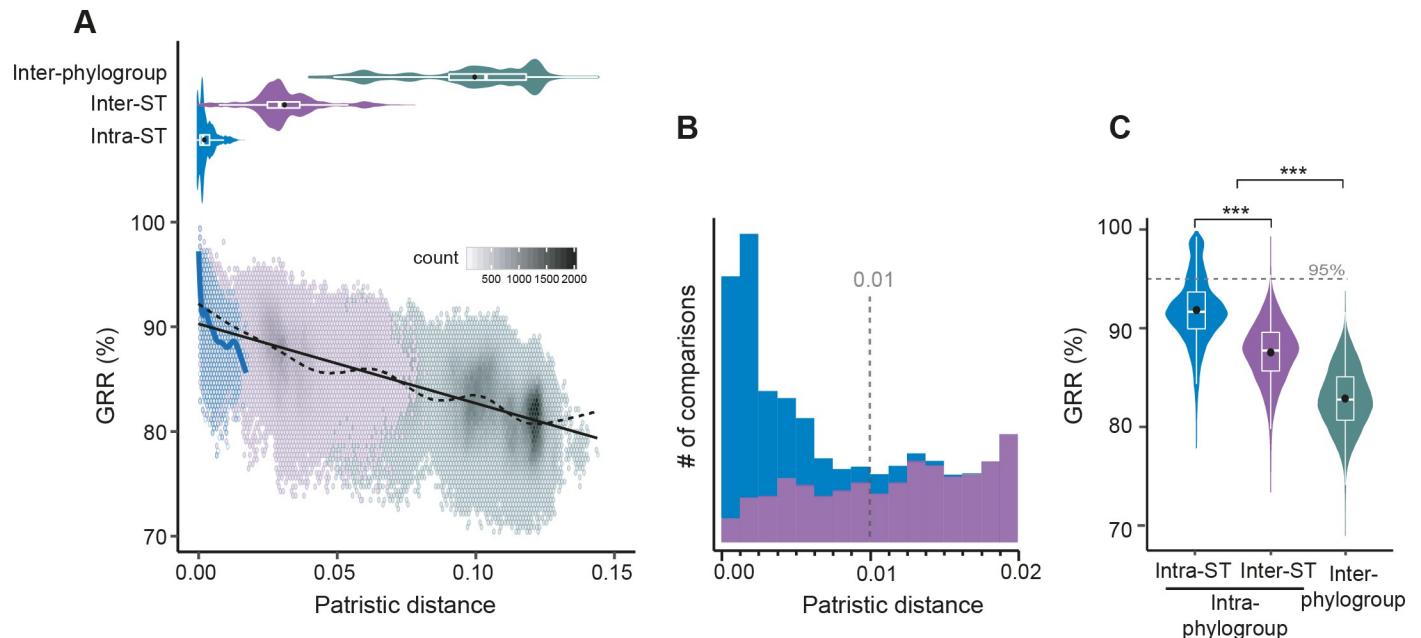 A
Inter-phylogroup
Inter-ST
Intra-ST
100
90
80
70
GRR (%)
count
500 1000 1500 2000
0.00 0.05 0.10 0.15
Patristic distance
B
# of comparisons
0.01
0.00 0.01 0.02
Patristic distance
C
***
***
100
90
80
70
GRR (%)
95%
Intra-ST Inter-ST Inter-
phylogroup
Intra-
phylogroup